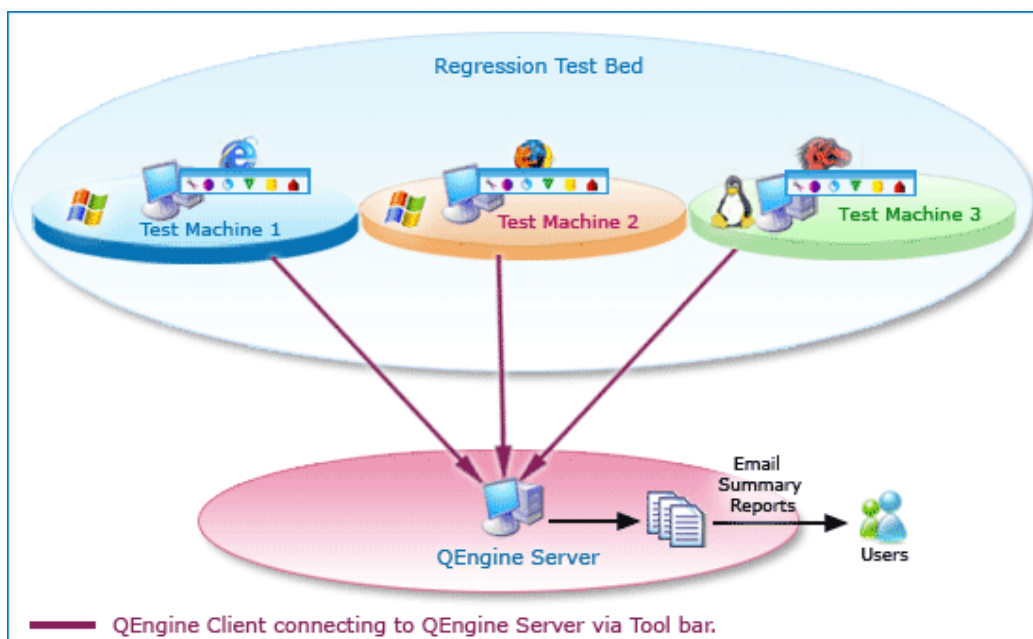 Regression Test Bed
Test Machine 1
Test Machine 2
Test Machine 3
Email
Summary
Reports
QEngine Server
Users
QEngine Client connecting to QEngine Server via Tool bar.